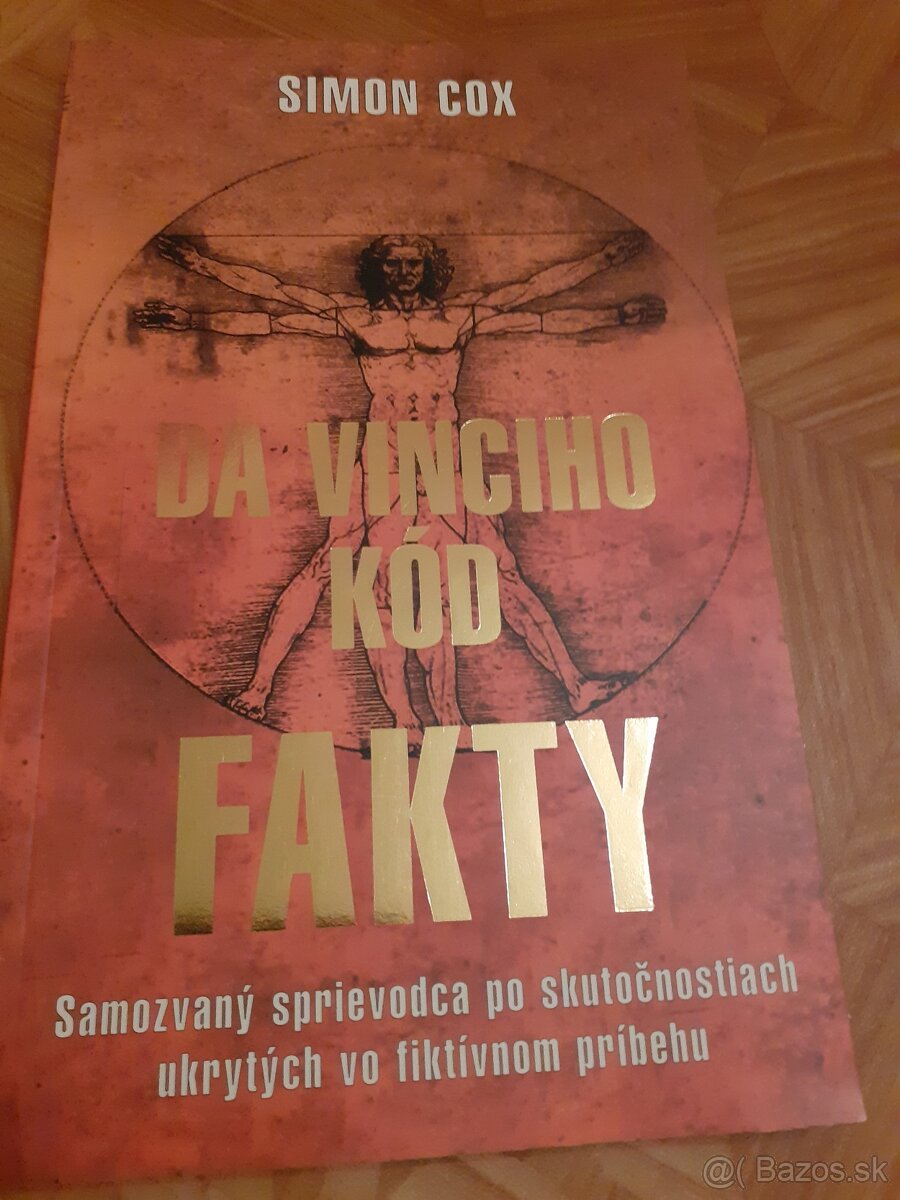 SIMON COX
DA VINCIHO
KÓD
FAKTY
Samozvaný sprievodca po skutočnostiach
ukrytých vo fiktívnom príbehu
@( Bazos.sk